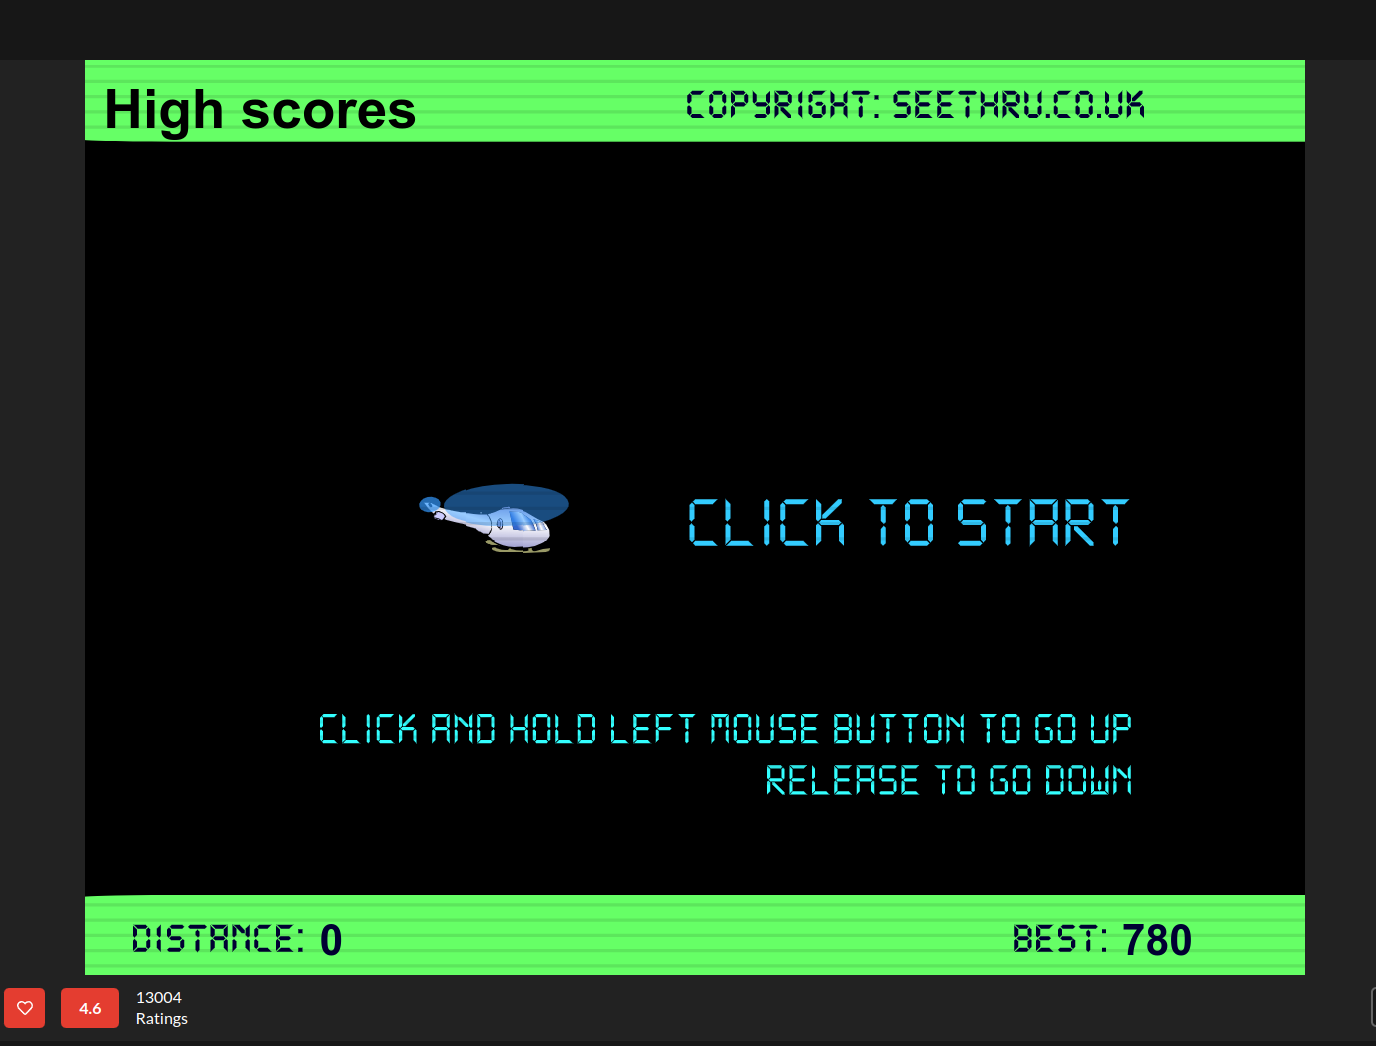 High scores
COPYRIGHT: SEETHRU.CO.UK
CLICK TO START
CLICK AND HOLD LEFT MOUSE BUTTON TO GO UP
RELEASE TO GO DOWN
DISTANCE: 0
BEST: 780
4.6
13004
Ratings